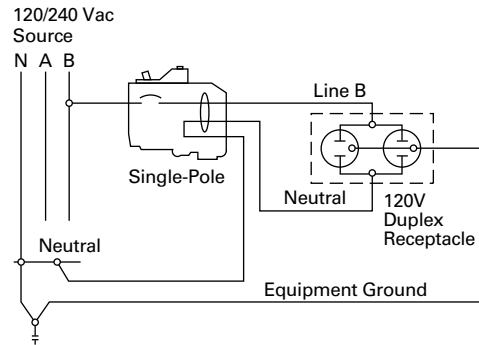 120/240 Vac
Source
N A B
Line B
Single-Pole
Neutral
120V
Duplex
Receptacle
Neutral
Equipment Ground